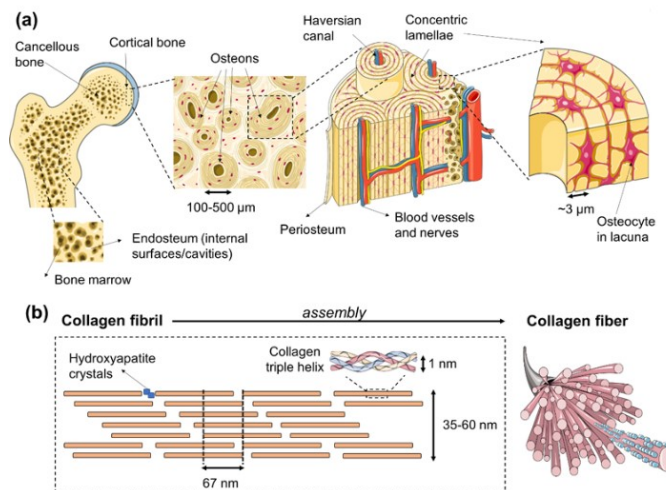 (a)
Cancellous
bone
Cortical bone
Osteons
Haversian
canal
Concentric
lamellae
100-500 µm
Periosteum
Blood vessels
and nerves
~3 µm
Osteocyte
in lacuna
Endosteum (internal
surfaces/cavities)
Bone marrow
(b)
Collagen fibril
assembly
Collagen fiber
Hydroxyapatite
crystals
Collagen
triple helix
1 nm
35-60 nm
67 nm